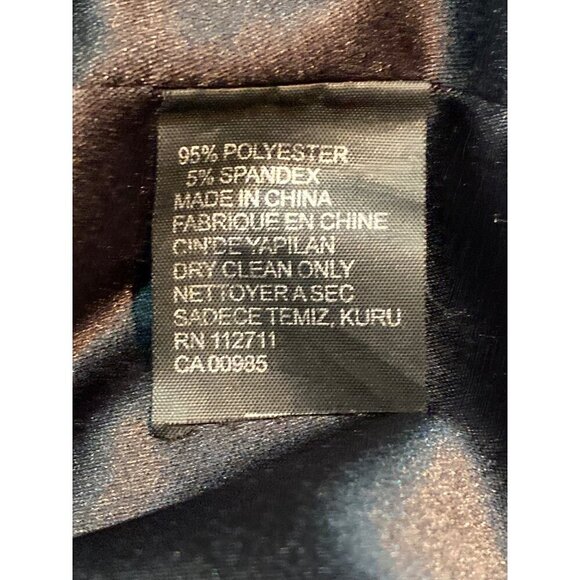 95% POLYESTER
5% SPANDEX
MADE IN CHINA
FABRIQUE EN CHINE
CIN'DE YAPILAN
DRY CLEAN ONLY
NETTOYER A SEC
SADECE TEMIZ, KURU
RN 112711
CA 00985